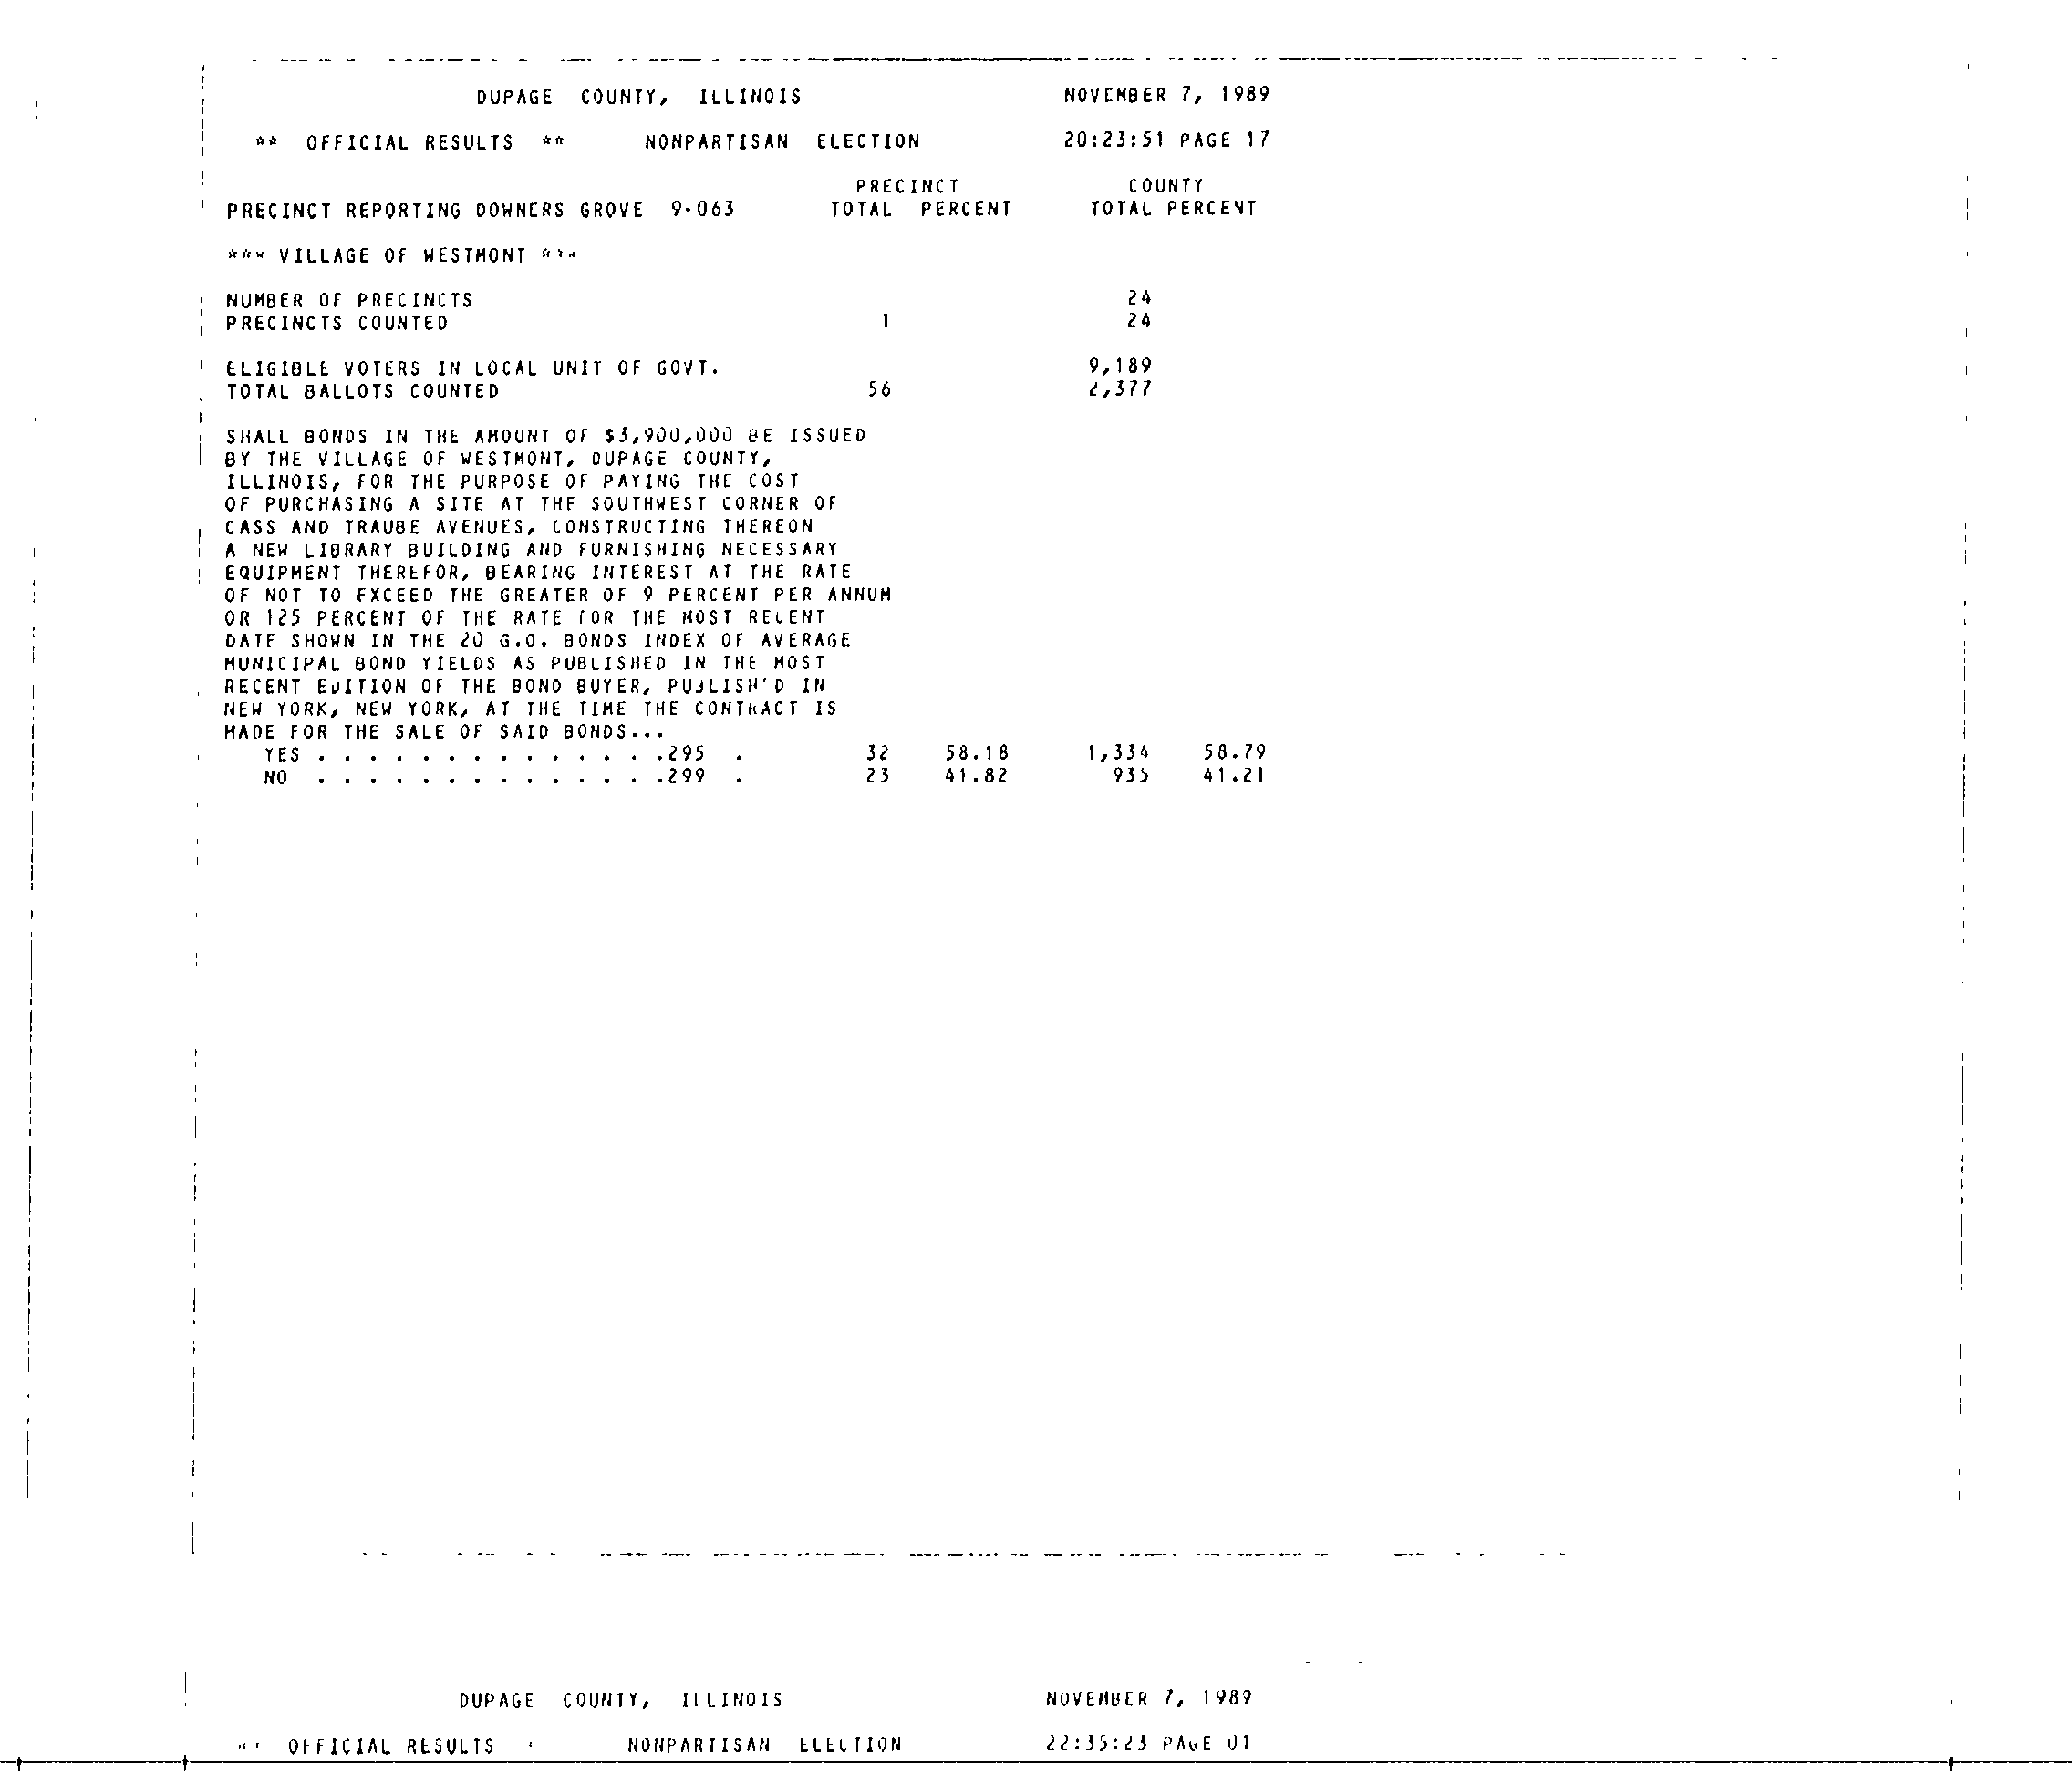 DUPAGE COUNTY, ILLINOIS NOVEMBER 7, 1989
** OFFICIAL RESULTS ** NONPARTISAN ELECTION 20:23:51 PAGE 17
PRECINCT COUNTY
PRECINCT REPORTING DOWNERS GROVE 9-063 TOTAL PERCENT TOTAL PERCENT
*** VILLAGE OF WESTMONT ***
NUMBER OF PRECINCTS 24
PRECINCTS COUNTED 1 24
ELIGIBLE VOTERS IN LOCAL UNIT OF GOVT. 9,189
TOTAL BALLOTS COUNTED 56 2,377
SHALL BONDS IN THE AMOUNT OF $3,900,000 BE ISSUED
BY THE VILLAGE OF WESTMONT, DUPAGE COUNTY,
ILLINOIS, FOR THE PURPOSE OF PAYING THE COST
OF PURCHASING A SITE AT THE SOUTHWEST CORNER OF
CASS AND TRAUBE AVENUES, CONSTRUCTING THEREON
A NEW LIBRARY BUILDING AND FURNISHING NECESSARY
EQUIPMENT THEREFOR, BEARING INTEREST AT THE RATE
OF NOT TO EXCEED THE GREATER OF 9 PERCENT PER ANNUM
OR 125 PERCENT OF THE RATE FOR THE MOST RECENT
DATE SHOWN IN THE 20 G.O. BONDS INDEX OF AVERAGE
MUNICIPAL BOND YIELDS AS PUBLISHED IN THE MOST
RECENT EDITION OF THE BOND BUYER, PUBLISH'D IN
NEW YORK, NEW YORK, AT THE TIME THE CONTRACT IS
MADE FOR THE SALE OF SAID BONDS...
YES . . . . . . . . . . . . . .295 . 32 58.18 1,334 58.79
NO . . . . . . . . . . . . . .299 . 23 41.82 935 41.21
DUPAGE COUNTY, ILLINOIS NOVEMBER 7, 1989
** OFFICIAL RESULTS * NONPARTISAN ELECTION 22:35:23 PAGE 01